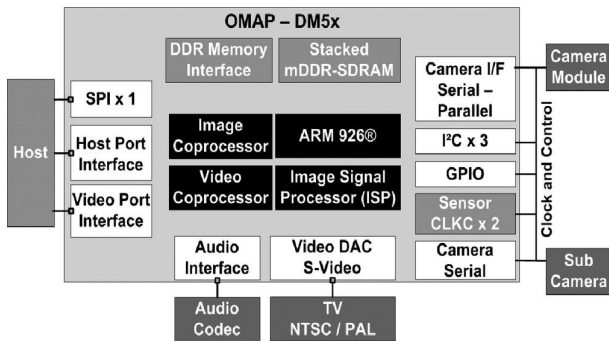 OMAP – DM5x
DDR Memory
Interface
Stacked
mDDR-SDRAM
Camera I/F
Serial –
Parallel
Camera
Module
SPI x 1
Host
Host Port
Interface
Video Port
Interface
Image
Coprocessor
ARM 926®
Video
Coprocessor
Image Signal
Processor (ISP)
I²C x 3
GPIO
Sensor
CLKC x 2
Camera
Serial
Clock and Control
Sub
Camera
Audio
Interface
Video DAC
S-Video
Audio
Codec
TV
NTSC / PAL